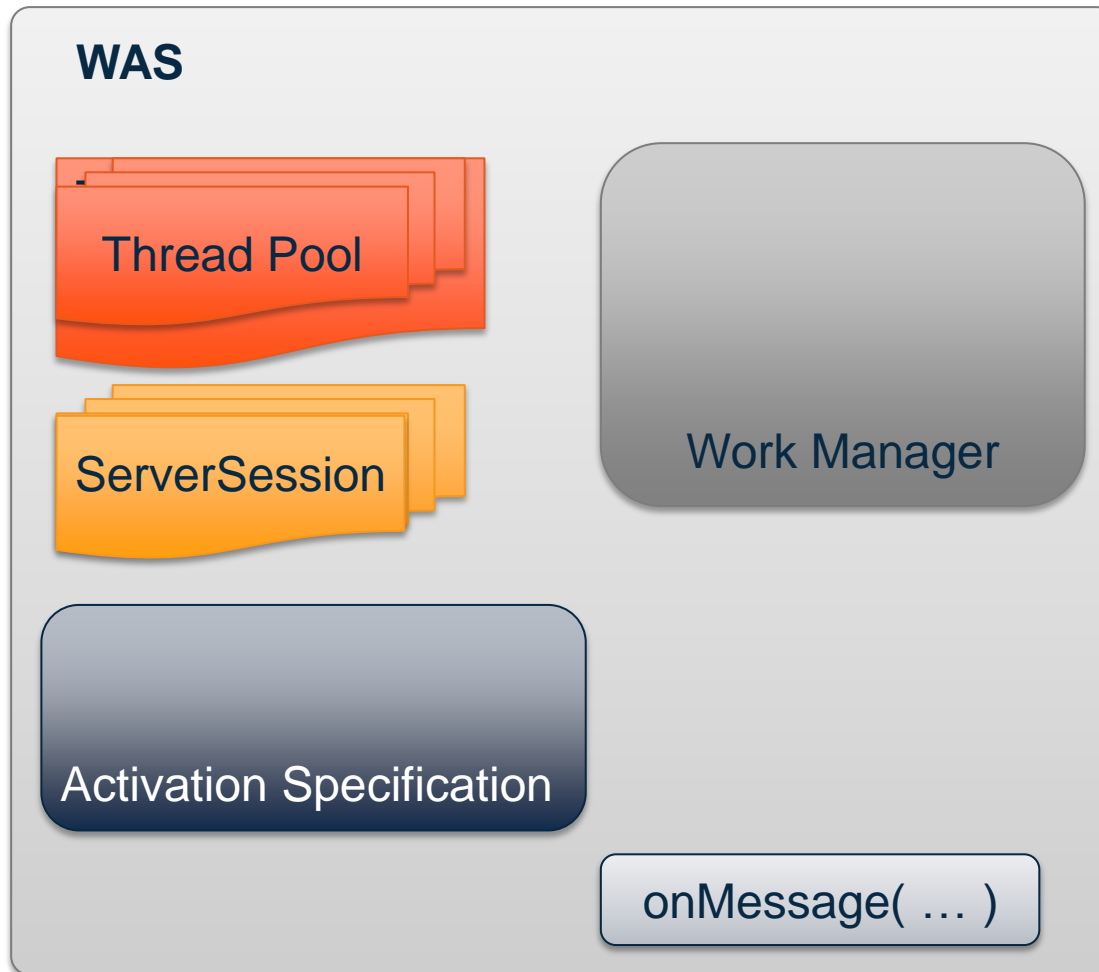 WAS
Thread Pool
ServerSession
Work Manager
Activation Specification
onMessage( … )